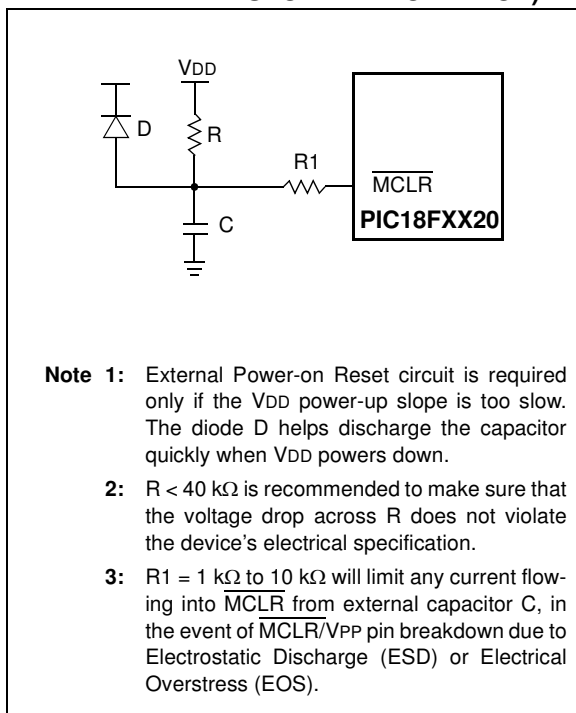 VDD
D
R
R1
MCLR
C
PIC18FXX20
Note 1: External Power-on Reset circuit is required
only if the VDD power-up slope is too slow.
The diode D helps discharge the capacitor
quickly when VDD powers down.
2: R < 40 kΩ is recommended to make sure that
the voltage drop across R does not violate
the device's electrical specification.
3: R1 = 1 kΩ to 10 kΩ will limit any current flow-
ing into MCLR from external capacitor C, in
the event of MCLR/VPP pin breakdown due to
Electrostatic Discharge (ESD) or Electrical
Overstress (EOS).